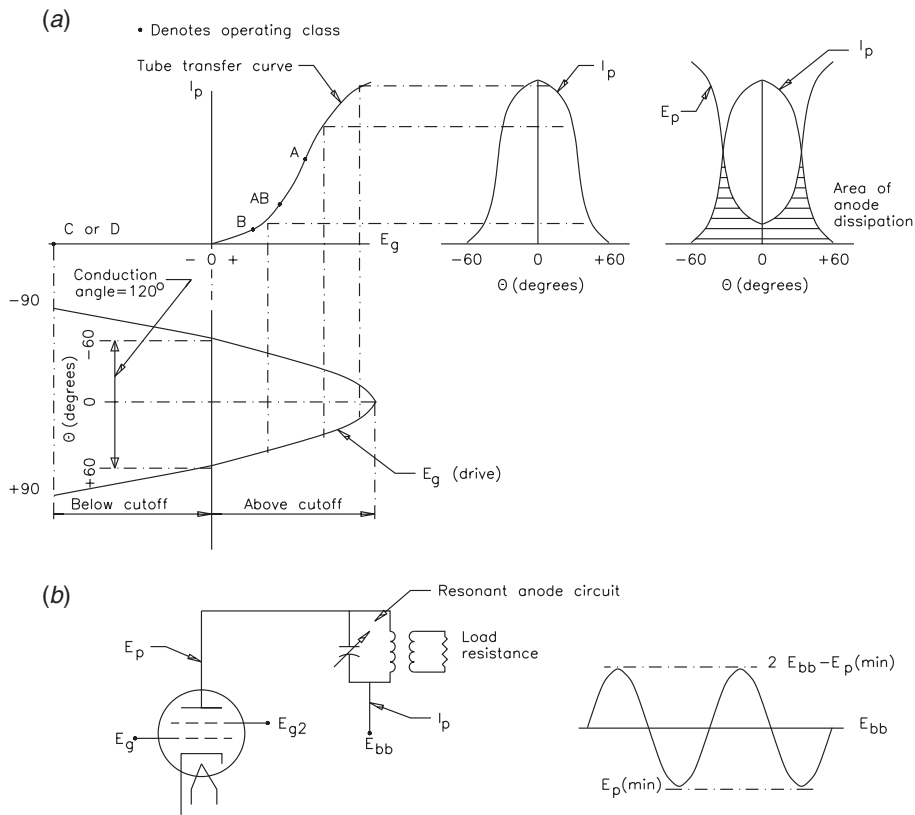 (a)
• Denotes operating class
Tube transfer curve
Ip
A
AB
B
C or D
Eg
- 0 +
Ip
-60 0 +60
Θ (degrees)
Ip
Ep
Area of
anode
dissipation
-60 0 +60
Θ (degrees)
Conduction
angle=120°
-90
-60
0
Θ (degrees)
+60
+90
Eg (drive)
Below cutoff
Above cutoff
(b)
Resonant anode circuit
Ep
Load
resistance
Eg2
Eg
Ip
Ebb
2 Ebb-Ep(min)
Ebb
Ep(min)